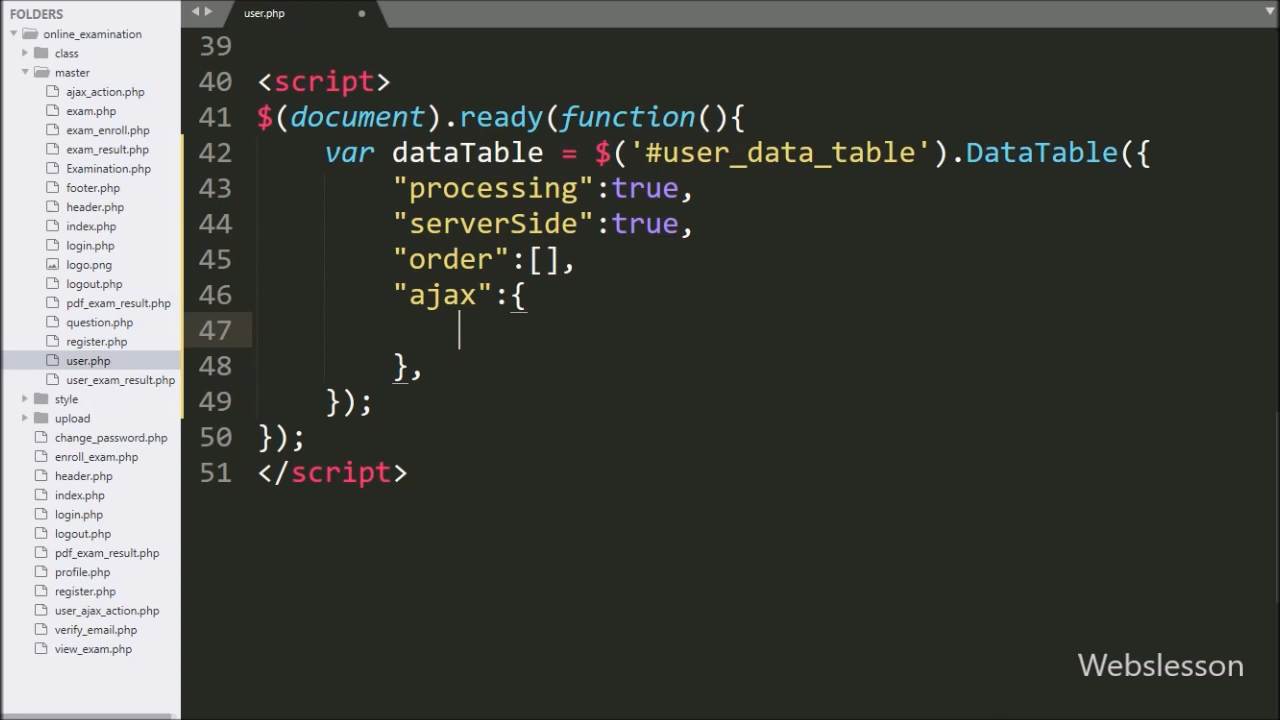 FOLDERS
online_examination
class
master
ajax_action.php
exam.php
exam_enroll.php
exam_result.php
Examination.php
footer.php
header.php
index.php
login.php
logo.png
logout.php
pdf_exam_result.php
question.php
register.php
user.php
user_exam_result.php
style
upload
change_password.php
enroll_exam.php
header.php
index.php
login.php
logout.php
pdf_exam_result.php
profile.php
register.php
user_ajax_action.php
verify_email.php
view_exam.php
user.php
39
40 <script>
41 $(document).ready(function(){
42 var dataTable = $('#user_data_table').DataTable({
43 "processing":true,
44 "serverSide":true,
45 "order":[],
46 "ajax":{
47
48 },
49 });
50 });
51 </script>
Webslesson